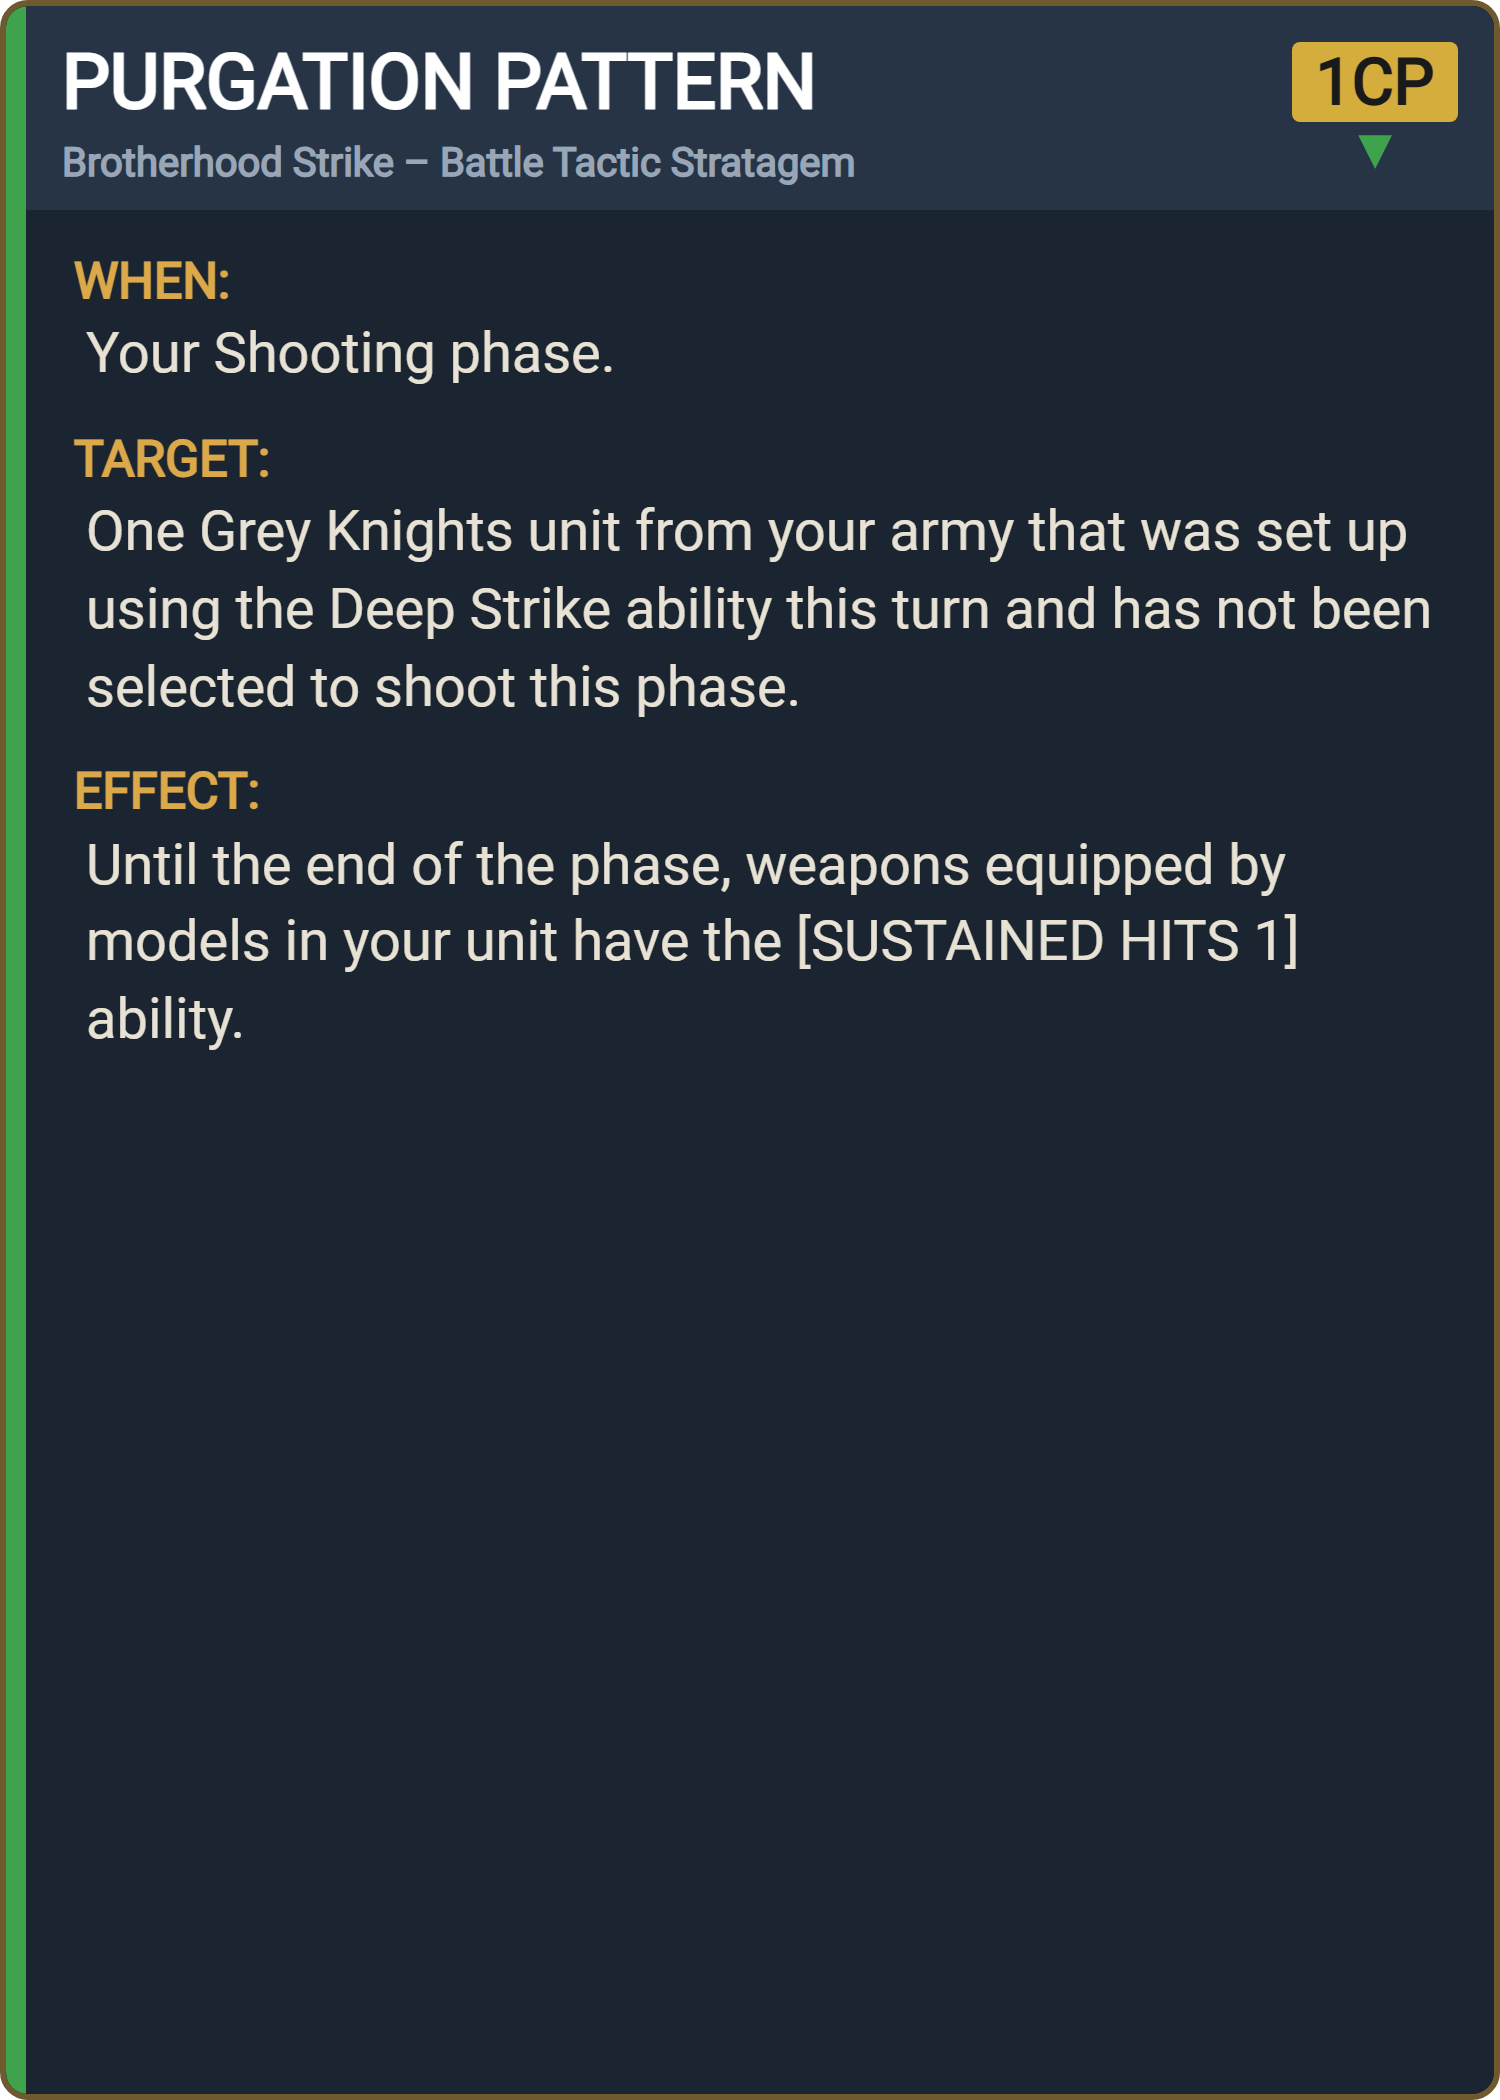 PURGATION PATTERN
1CP
Brotherhood Strike – Battle Tactic Stratagem
WHEN:
Your Shooting phase.
TARGET:
One Grey Knights unit from your army that was set up
using the Deep Strike ability this turn and has not been
selected to shoot this phase.
EFFECT:
Until the end of the phase, weapons equipped by
models in your unit have the [SUSTAINED HITS 1]
ability.